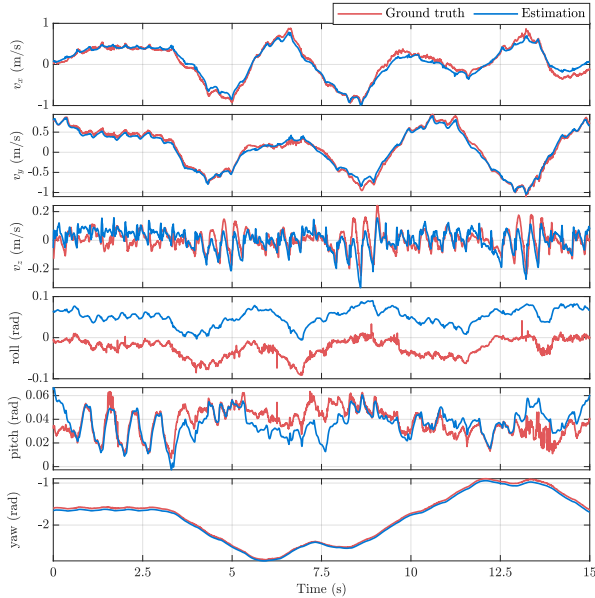 Ground truth
Estimation
1
0
-1
v_x (m/s)
0.5
0
-0.5
-1
v_y (m/s)
0.2
0
-0.2
v_z (m/s)
0.1
0
-0.1
roll (rad)
0.06
0.04
0.02
0
pitch (rad)
-1
-2
yaw (rad)
0
2.5
5
7.5
10
12.5
15
Time (s)